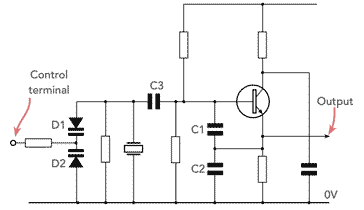 Control
terminal
D1
D2
C3
C1
C2
Output
0V